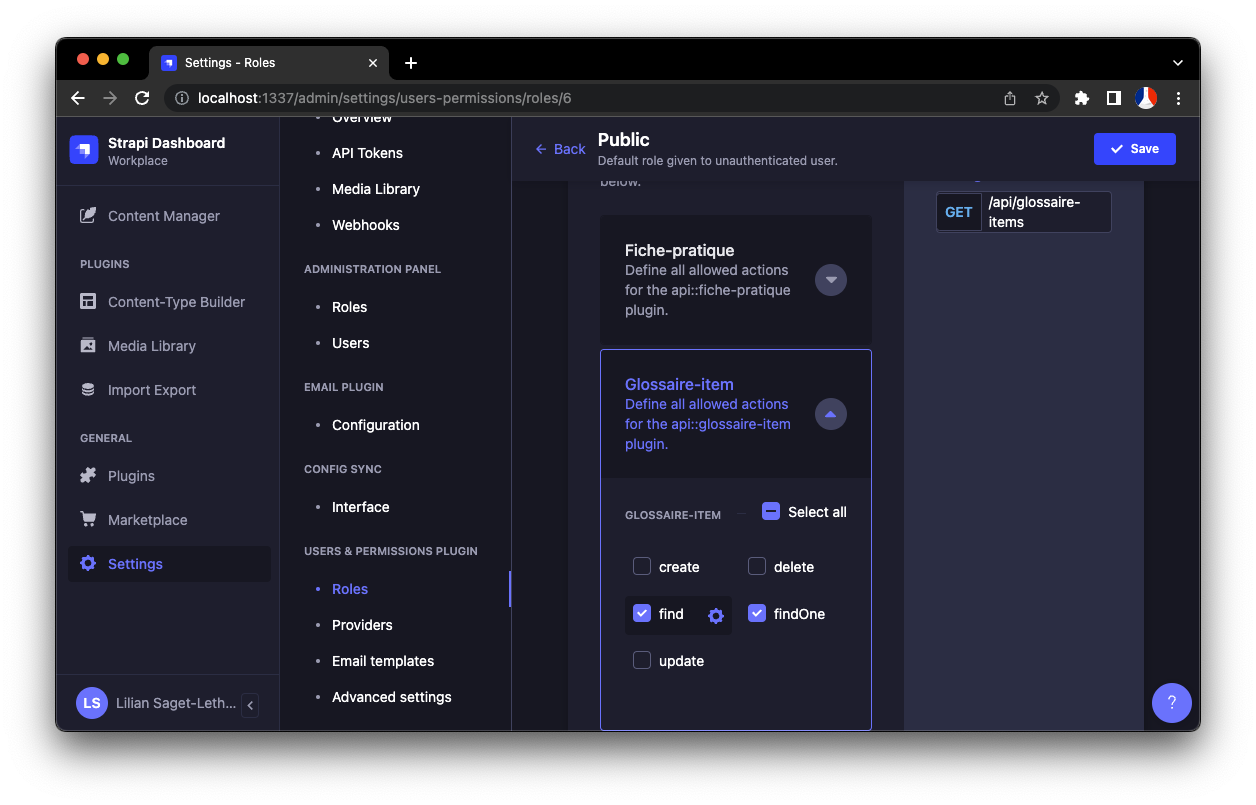 Settings - Roles
localhost:1337/admin/settings/users-permissions/roles/6
Strapi Dashboard
Workplace
Content Manager
PLUGINS
Content-Type Builder
Media Library
Import Export
GENERAL
Plugins
Marketplace
Settings
LS
Lilian Saget-Leth...
Overview
API Tokens
Media Library
Webhooks
ADMINISTRATION PANEL
Roles
Users
EMAIL PLUGIN
Configuration
CONFIG SYNC
Interface
USERS & PERMISSIONS PLUGIN
Roles
Providers
Email templates
Advanced settings
Back
Public
Default role given to unauthenticated user.
Save
below.
Fiche-pratique
Define all allowed actions
for the api::fiche-pratique
plugin.
Glossaire-item
Define all allowed actions
for the api::glossaire-item
plugin.
GLOSSAIRE-ITEM
Select all
create
delete
find
findOne
update
GET
/api/glossaire-
items
?